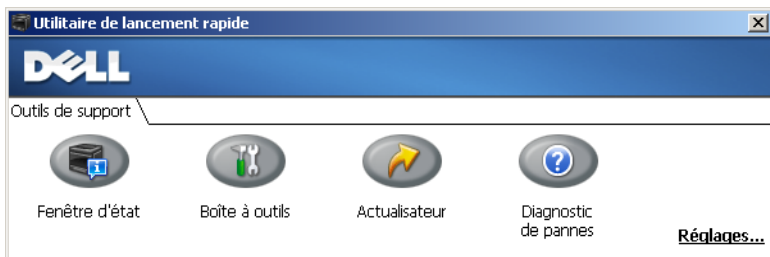 Utilitaire de lancement rapide
DELL
Outils de support
Fenêtre d'état
Boîte à outils
Actualisateur
Diagnostic
de pannes
Réglages...